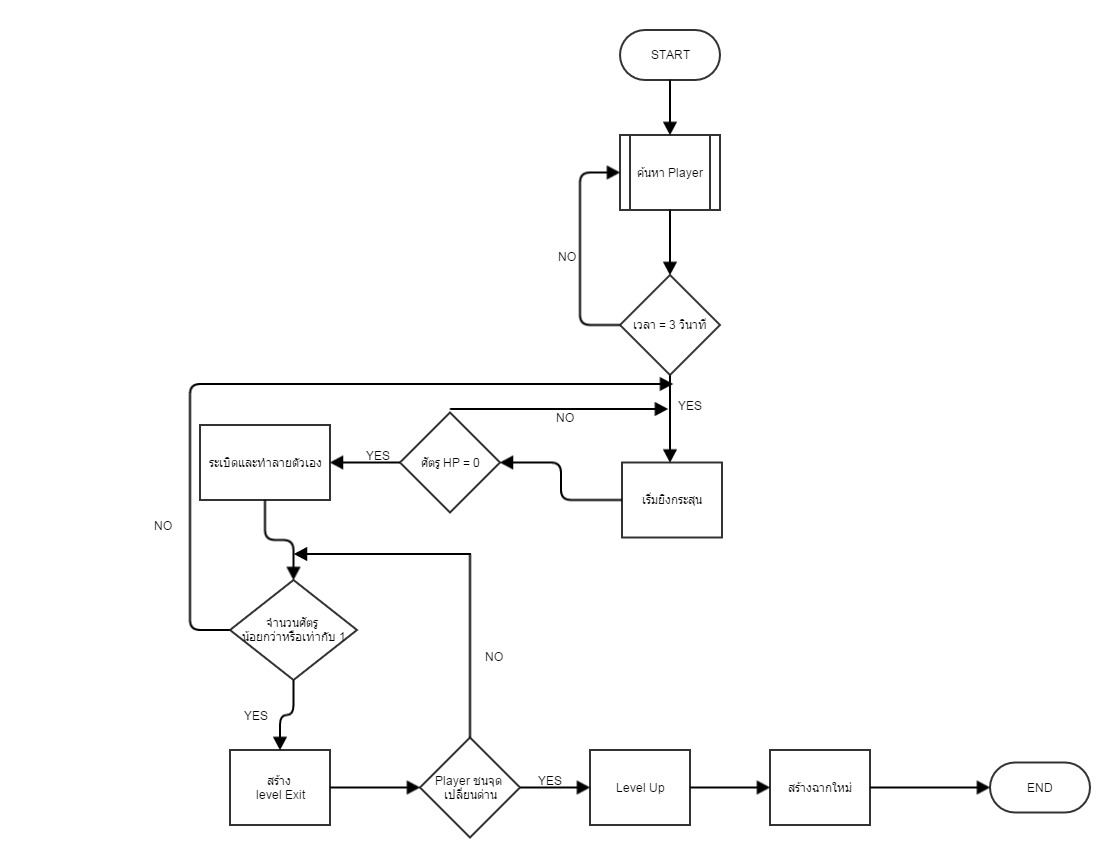 START
ค้นหา Player
NO
เวลา = 3 วินาที
YES
NO
ศัตรู HP = 0
YES
ระเบิดและทำลายตัวเอง
เริ่มยิงกระสุน
NO
จำนวนศัตรู
น้อยกว่าหรือเท่ากับ 1
NO
YES
สร้าง
level Exit
Player ชนจุด
เปลี่ยนด่าน
YES
Level Up
สร้างฉากใหม่
END